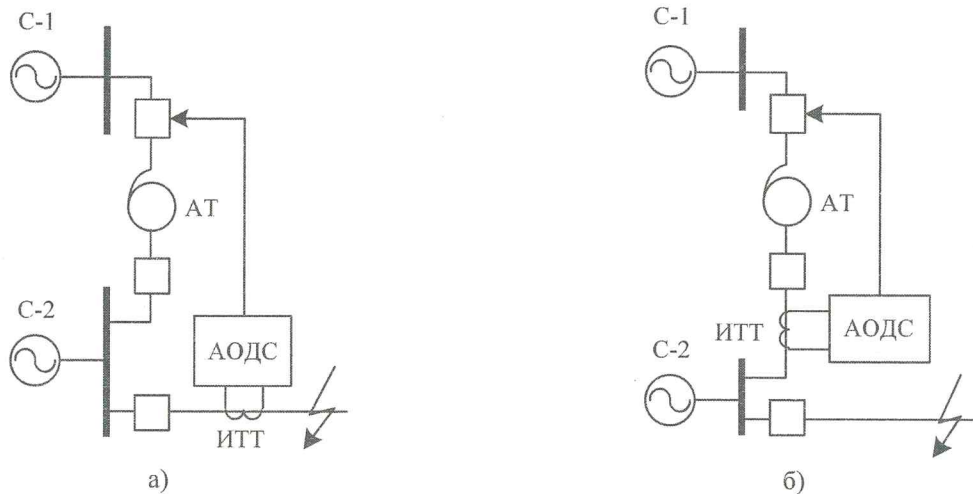 С-1
АТ
С-2
АОДС
ИТТ
а)
С-1
АТ
ИТТ
АОДС
С-2
б)